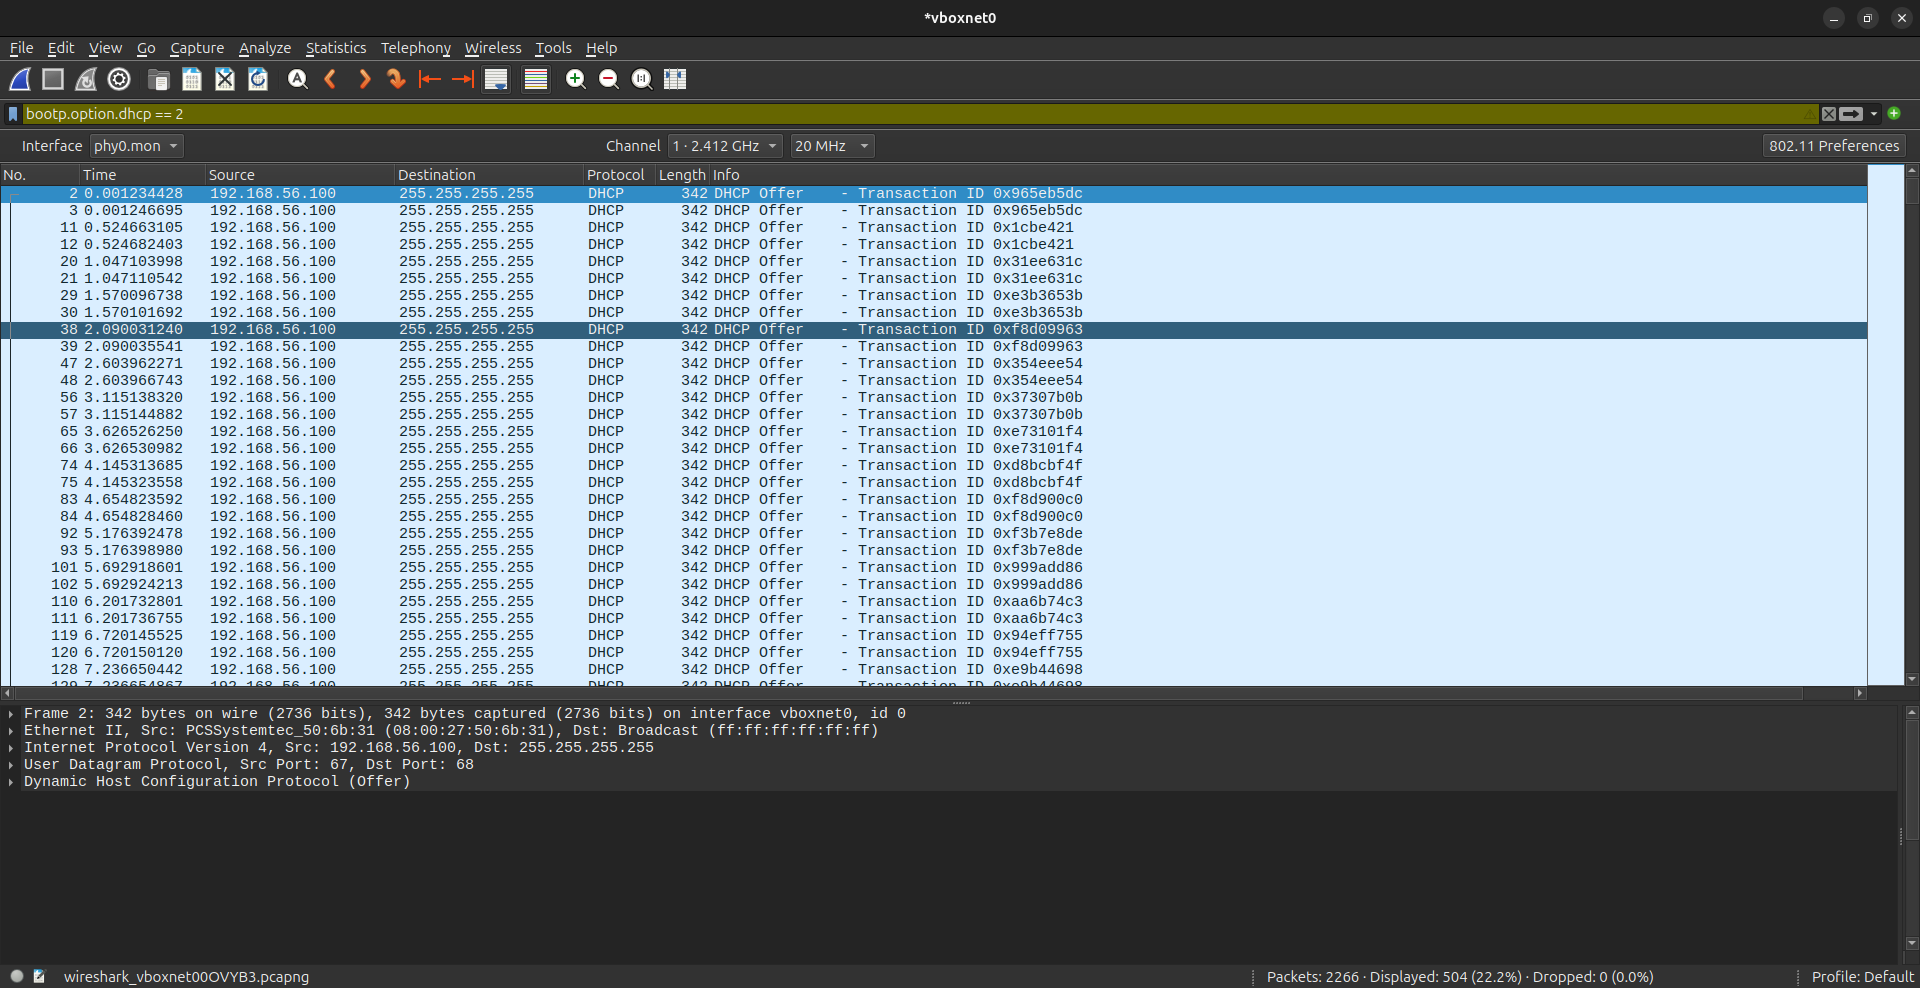 *vboxnet0
File Edit View Go Capture Analyze Statistics Telephony Wireless Tools Help
bootp.option.dhcp == 2
Interface phy0.mon Channel 1 · 2.412 GHz 20 MHz 802.11 Preferences
No. Time Source Destination Protocol Length Info
2 0.001234428 192.168.56.100 255.255.255.255 DHCP 342 DHCP Offer - Transaction ID 0x965eb5dc
3 0.001246695 192.168.56.100 255.255.255.255 DHCP 342 DHCP Offer - Transaction ID 0x965eb5dc
11 0.524663105 192.168.56.100 255.255.255.255 DHCP 342 DHCP Offer - Transaction ID 0x1cbe421
12 0.524682403 192.168.56.100 255.255.255.255 DHCP 342 DHCP Offer - Transaction ID 0x1cbe421
20 1.047103998 192.168.56.100 255.255.255.255 DHCP 342 DHCP Offer - Transaction ID 0x31ee631c
21 1.047110542 192.168.56.100 255.255.255.255 DHCP 342 DHCP Offer - Transaction ID 0x31ee631c
29 1.570096738 192.168.56.100 255.255.255.255 DHCP 342 DHCP Offer - Transaction ID 0xe3b3653b
30 1.570101692 192.168.56.100 255.255.255.255 DHCP 342 DHCP Offer - Transaction ID 0xe3b3653b
38 2.090031240 192.168.56.100 255.255.255.255 DHCP 342 DHCP Offer - Transaction ID 0xf8d09963
39 2.090035541 192.168.56.100 255.255.255.255 DHCP 342 DHCP Offer - Transaction ID 0xf8d09963
47 2.603962271 192.168.56.100 255.255.255.255 DHCP 342 DHCP Offer - Transaction ID 0x354eee54
48 2.603966743 192.168.56.100 255.255.255.255 DHCP 342 DHCP Offer - Transaction ID 0x354eee54
56 3.115138320 192.168.56.100 255.255.255.255 DHCP 342 DHCP Offer - Transaction ID 0x37307b0b
57 3.115144882 192.168.56.100 255.255.255.255 DHCP 342 DHCP Offer - Transaction ID 0x37307b0b
65 3.626526250 192.168.56.100 255.255.255.255 DHCP 342 DHCP Offer - Transaction ID 0xe73101f4
66 3.626530982 192.168.56.100 255.255.255.255 DHCP 342 DHCP Offer - Transaction ID 0xe73101f4
74 4.145313685 192.168.56.100 255.255.255.255 DHCP 342 DHCP Offer - Transaction ID 0xd8bcbf4f
75 4.145323558 192.168.56.100 255.255.255.255 DHCP 342 DHCP Offer - Transaction ID 0xd8bcbf4f
83 4.654823592 192.168.56.100 255.255.255.255 DHCP 342 DHCP Offer - Transaction ID 0xf8d900c0
84 4.654828460 192.168.56.100 255.255.255.255 DHCP 342 DHCP Offer - Transaction ID 0xf8d900c0
92 5.176392478 192.168.56.100 255.255.255.255 DHCP 342 DHCP Offer - Transaction ID 0xf3b7e8de
93 5.176398980 192.168.56.100 255.255.255.255 DHCP 342 DHCP Offer - Transaction ID 0xf3b7e8de
101 5.692918601 192.168.56.100 255.255.255.255 DHCP 342 DHCP Offer - Transaction ID 0x999add86
102 5.692924213 192.168.56.100 255.255.255.255 DHCP 342 DHCP Offer - Transaction ID 0x999add86
110 6.201732801 192.168.56.100 255.255.255.255 DHCP 342 DHCP Offer - Transaction ID 0xaa6b74c3
111 6.201736755 192.168.56.100 255.255.255.255 DHCP 342 DHCP Offer - Transaction ID 0xaa6b74c3
119 6.720145525 192.168.56.100 255.255.255.255 DHCP 342 DHCP Offer - Transaction ID 0x94eff755
120 6.720150120 192.168.56.100 255.255.255.255 DHCP 342 DHCP Offer - Transaction ID 0x94eff755
128 7.236650442 192.168.56.100 255.255.255.255 DHCP 342 DHCP Offer - Transaction ID 0xe9b44698
129 7.236654867 192.168.56.100 255.255.255.255 DHCP 342 DHCP Offer - Transaction ID 0xe9b44698
Frame 2: 342 bytes on wire (2736 bits), 342 bytes captured (2736 bits) on interface vboxnet0, id 0
Ethernet II, Src: PCSSystemtec_50:6b:31 (08:00:27:50:6b:31), Dst: Broadcast (ff:ff:ff:ff:ff:ff)
Internet Protocol Version 4, Src: 192.168.56.100, Dst: 255.255.255.255
User Datagram Protocol, Src Port: 67, Dst Port: 68
Dynamic Host Configuration Protocol (Offer)
wireshark_vboxnet00OVYB3.pcapng Packets: 2266 · Displayed: 504 (22.2%) · Dropped: 0 (0.0%) Profile: Default